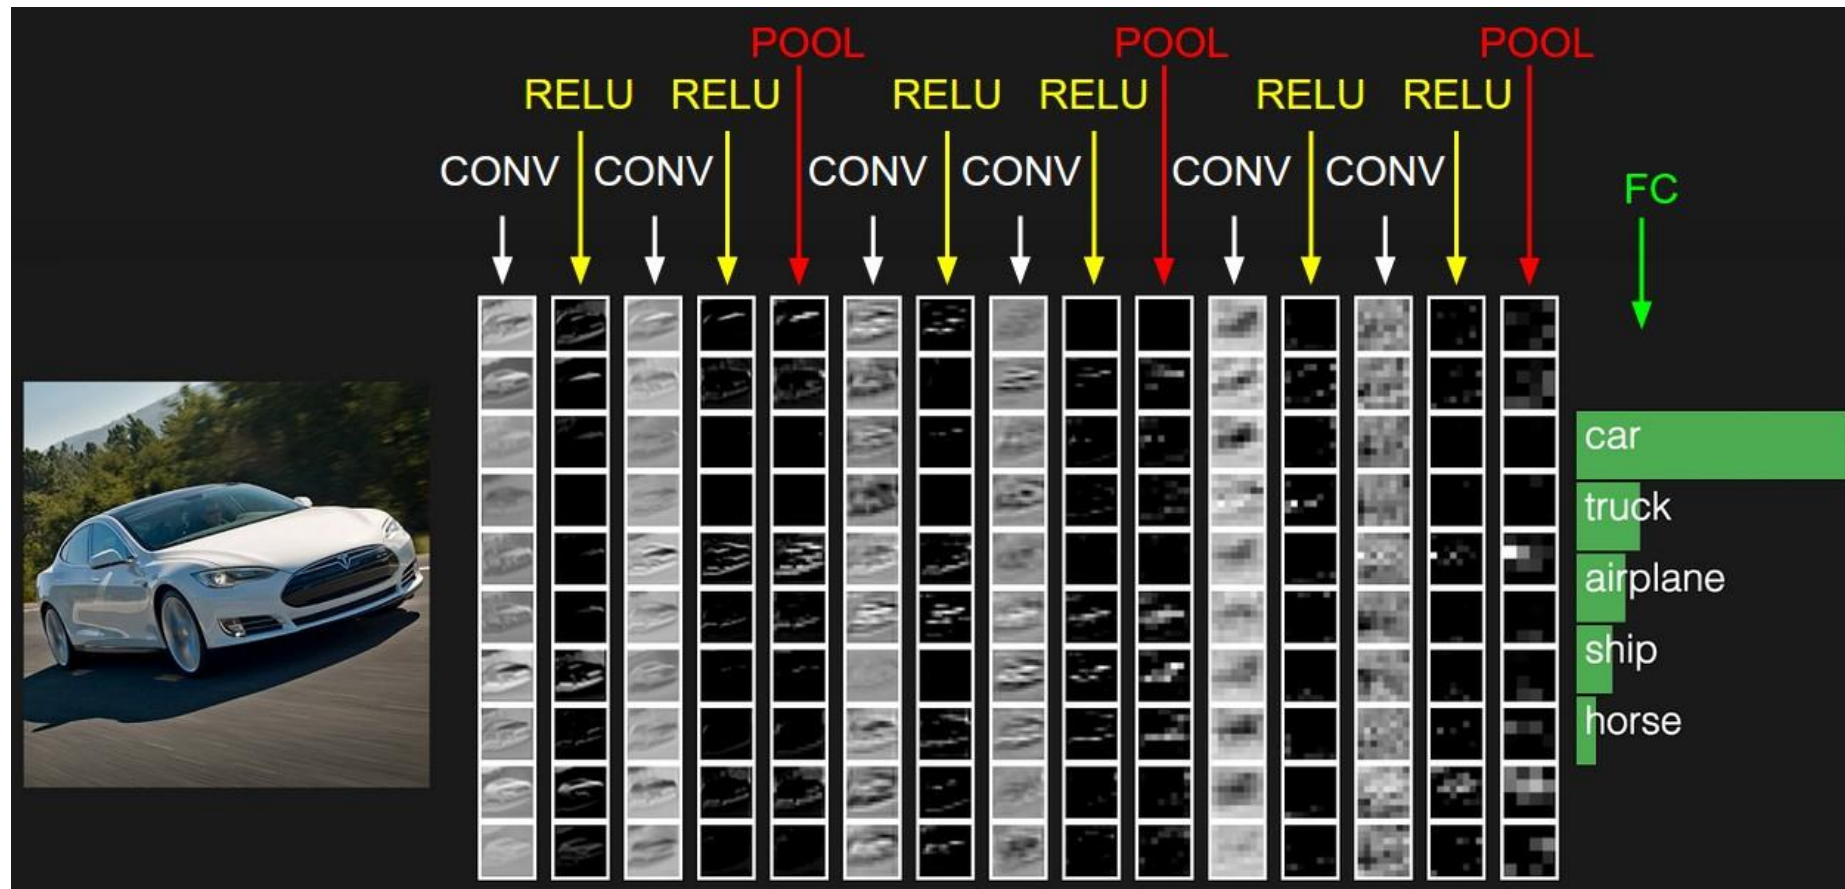 POOL POOL POOL
RELU RELU RELU RELU RELU RELU
CONV CONV CONV CONV CONV CONV
FC
car
truck
airplane
ship
horse